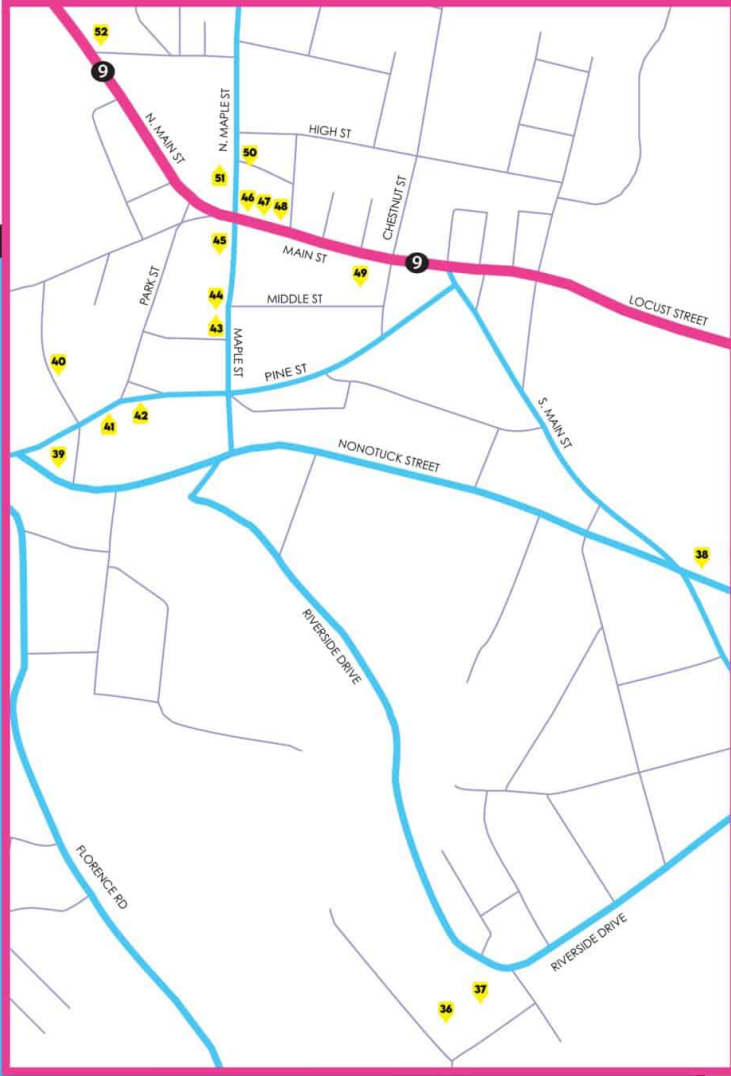 52
9
N. MAIN ST
N. MAPLE ST
HIGH ST
50
51
46
47
48
CHESTNUT ST
45
MAIN ST
9
49
PARK ST
44
MIDDLE ST
LOCUST STREET
43
MAPLE ST
40
PINE ST
42
41
S. MAIN ST
39
NONOTUCK STREET
38
RIVERSIDE DRIVE
FLORENCE RD
RIVERSIDE DRIVE
37
36